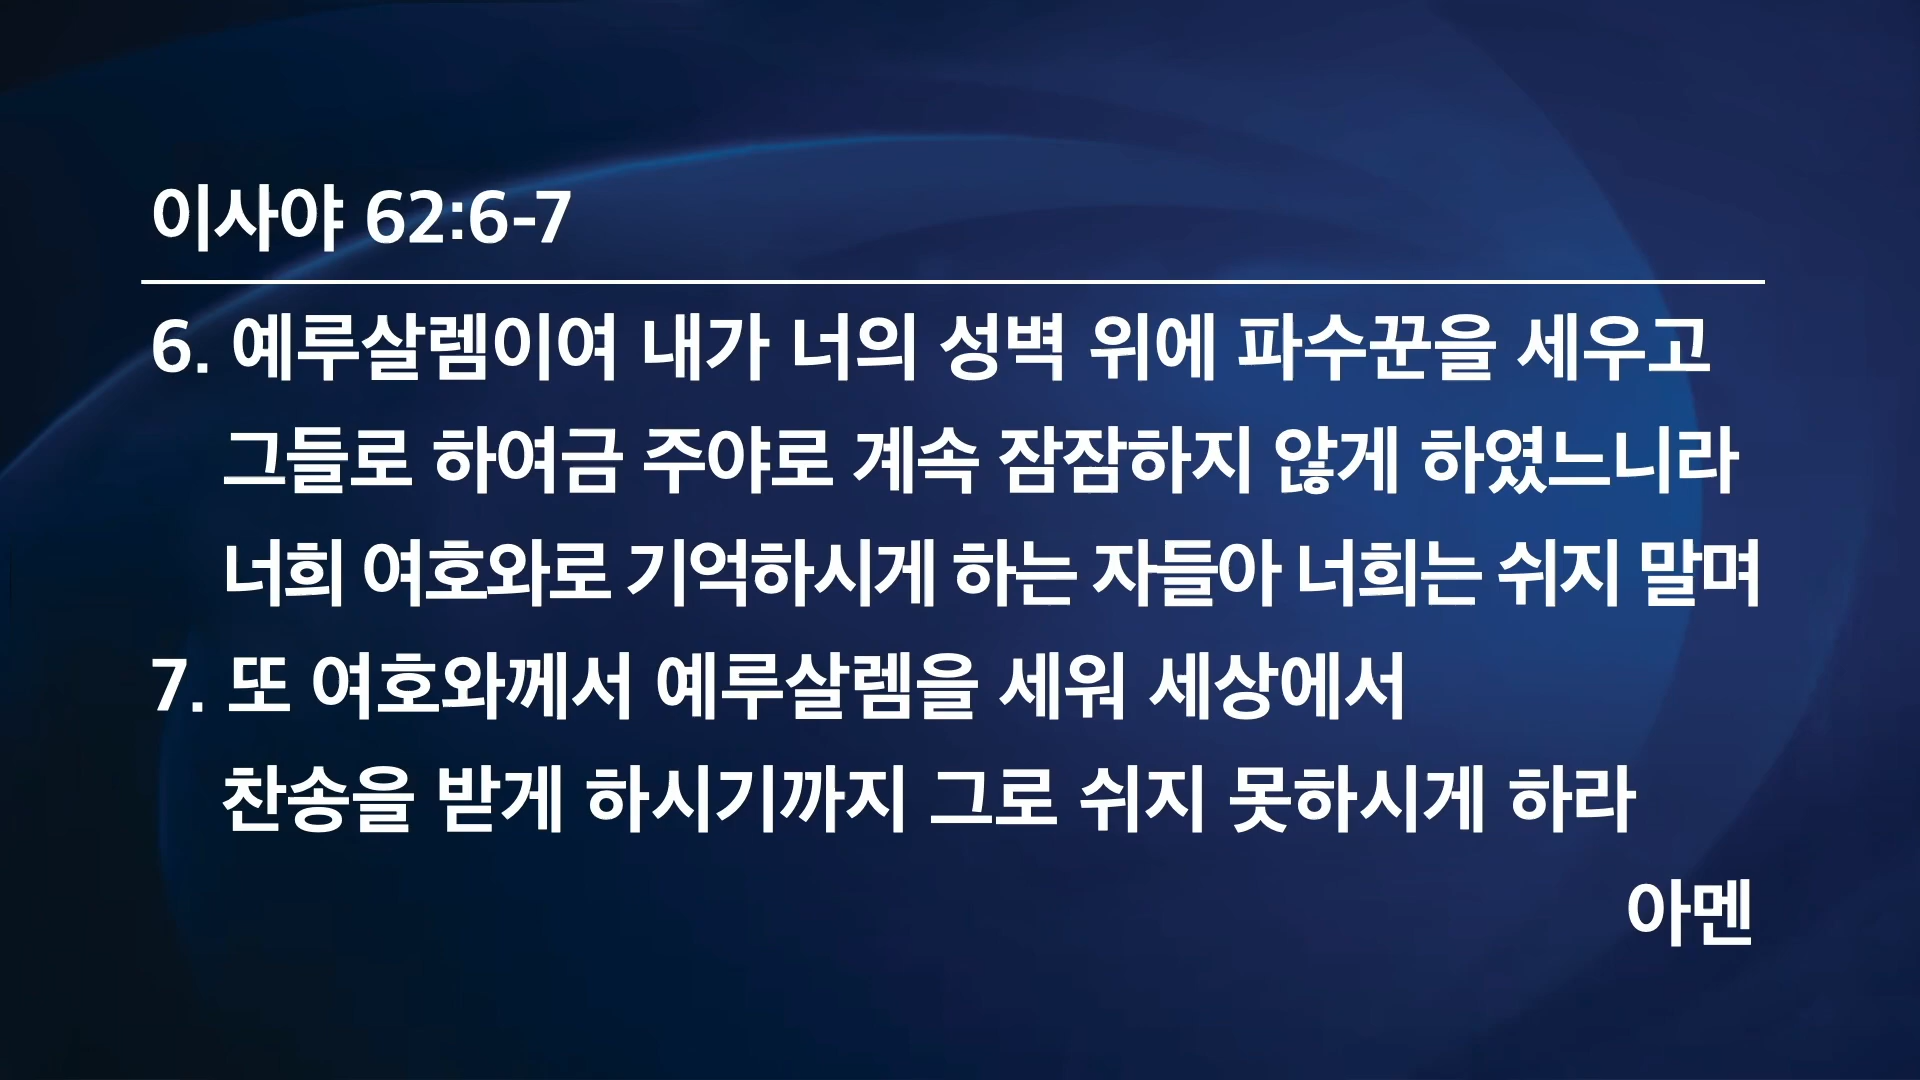 이사야 62:6-7
6. 예루살렘이여 내가 너의 성벽 위에 파수꾼을 세우고
그들로 하여금 주야로 계속 잠잠하지 않게 하였느니라
너희 여호와로 기억하시게 하는 자들아 너희는 쉬지 말며
7. 또 여호와께서 예루살렘을 세워 세상에서
찬송을 받게 하시기까지 그로 쉬지 못하시게 하라
아멘